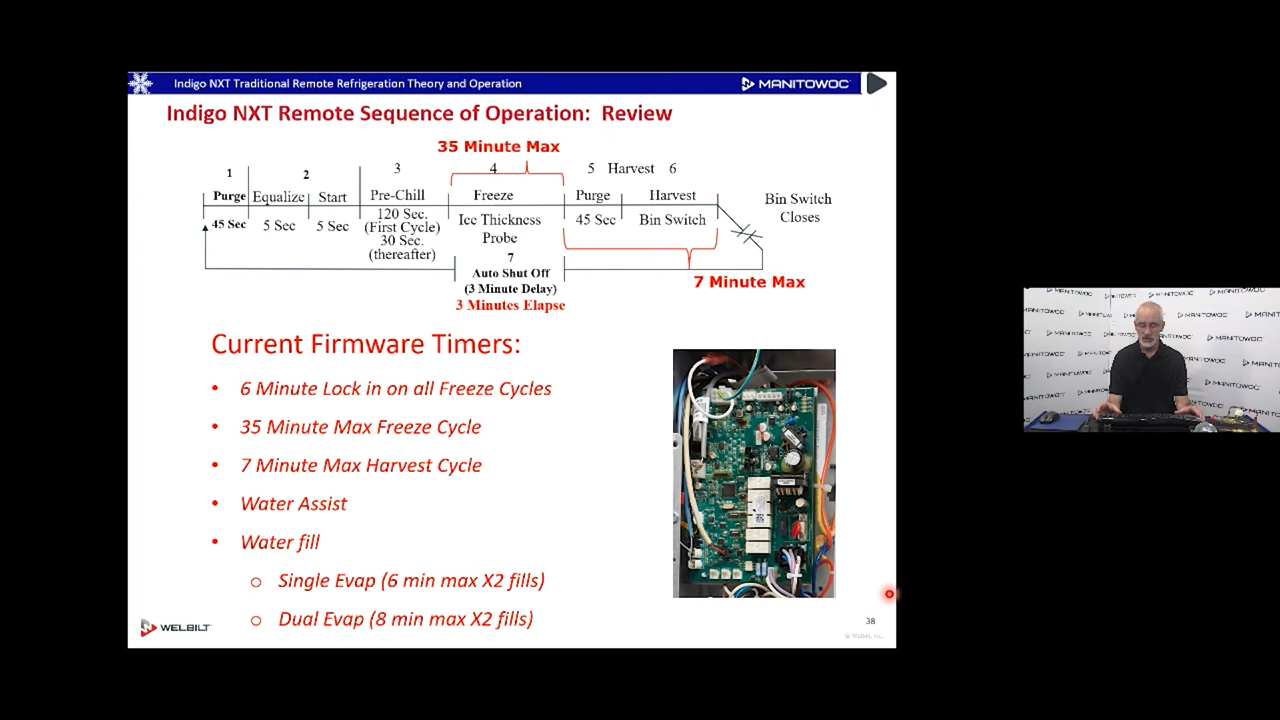 Indigo NXT Traditional Remote Refrigeration Theory and Operation
MANITOWOC
Indigo NXT Remote Sequence of Operation: Review
35 Minute Max
1
2
3
4
5 Harvest 6
Purge
Equalize
Start
Pre-Chill
Freeze
Purge
Harvest
Bin Switch
Closes
45 Sec
5 Sec
5 Sec
120 Sec.
(First Cycle)
30 Sec.
(thereafter)
Ice Thickness
Probe
45 Sec
Bin Switch
7
Auto Shut Off
(3 Minute Delay)
3 Minutes Elapse
7 Minute Max
Current Firmware Timers:
• 6 Minute Lock in on all Freeze Cycles
• 35 Minute Max Freeze Cycle
• 7 Minute Max Harvest Cycle
• Water Assist
• Water fill
o Single Evap (6 min max X2 fills)
o Dual Evap (8 min max X2 fills)
WELBILT
38
© Welbilt, Inc.
MANITOWOC